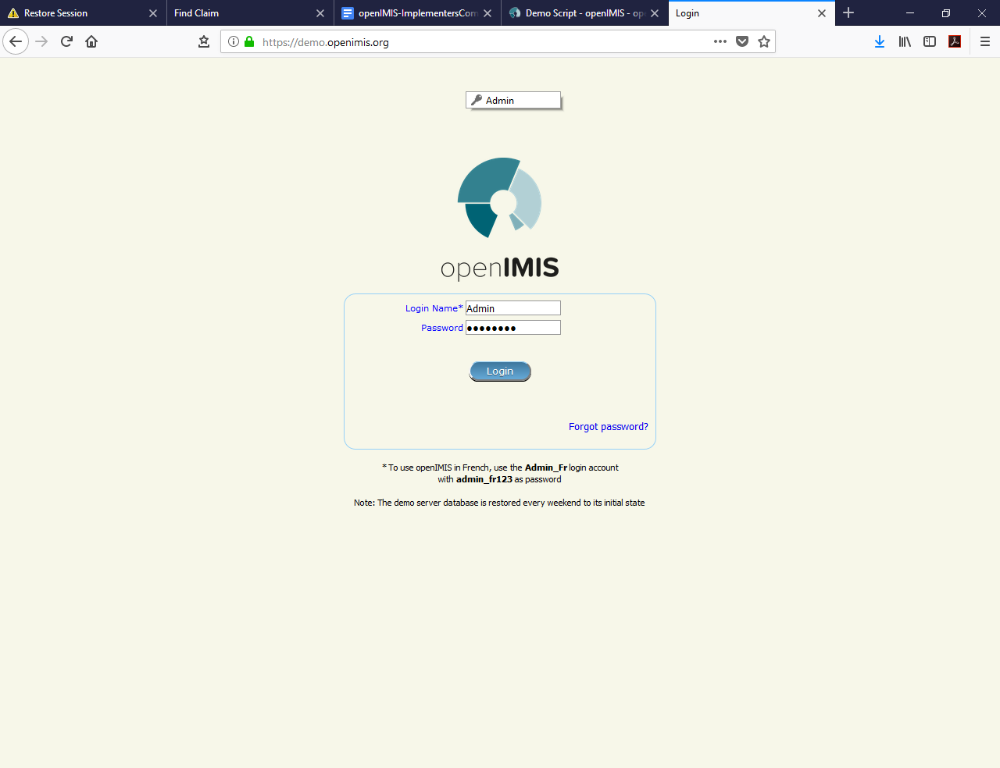 Restore Session
Find Claim
openIMIS-ImplementersCom
Demo Script - openIMIS - op
Login
https://demo.openimis.org
Admin
openIMIS
Login Name* Admin
Password ●●●●●●●●
Login
Forgot password?
* To use openIMIS in French, use the Admin_Fr login account
with admin_fr123 as password
Note: The demo server database is restored every weekend to its initial state